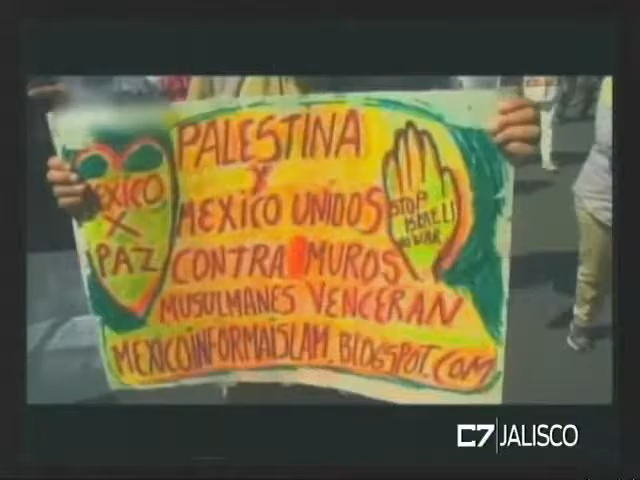 MEXICO
X
PAZ
PALESTINA
Y
MEXICO UNIDOS
CONTRA MUROS
MUSULMANES VENCERAN
MEXICOINFORMAISLAM.BLOGSPOT.COM
STOP
ISRAELI
WAR
C7 JALISCO